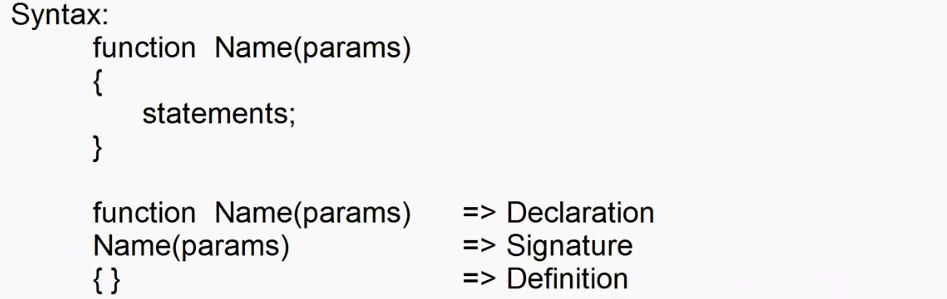 Syntax:
function Name(params)
{
statements;
}
function Name(params) => Declaration
Name(params) => Signature
{ } => Definition